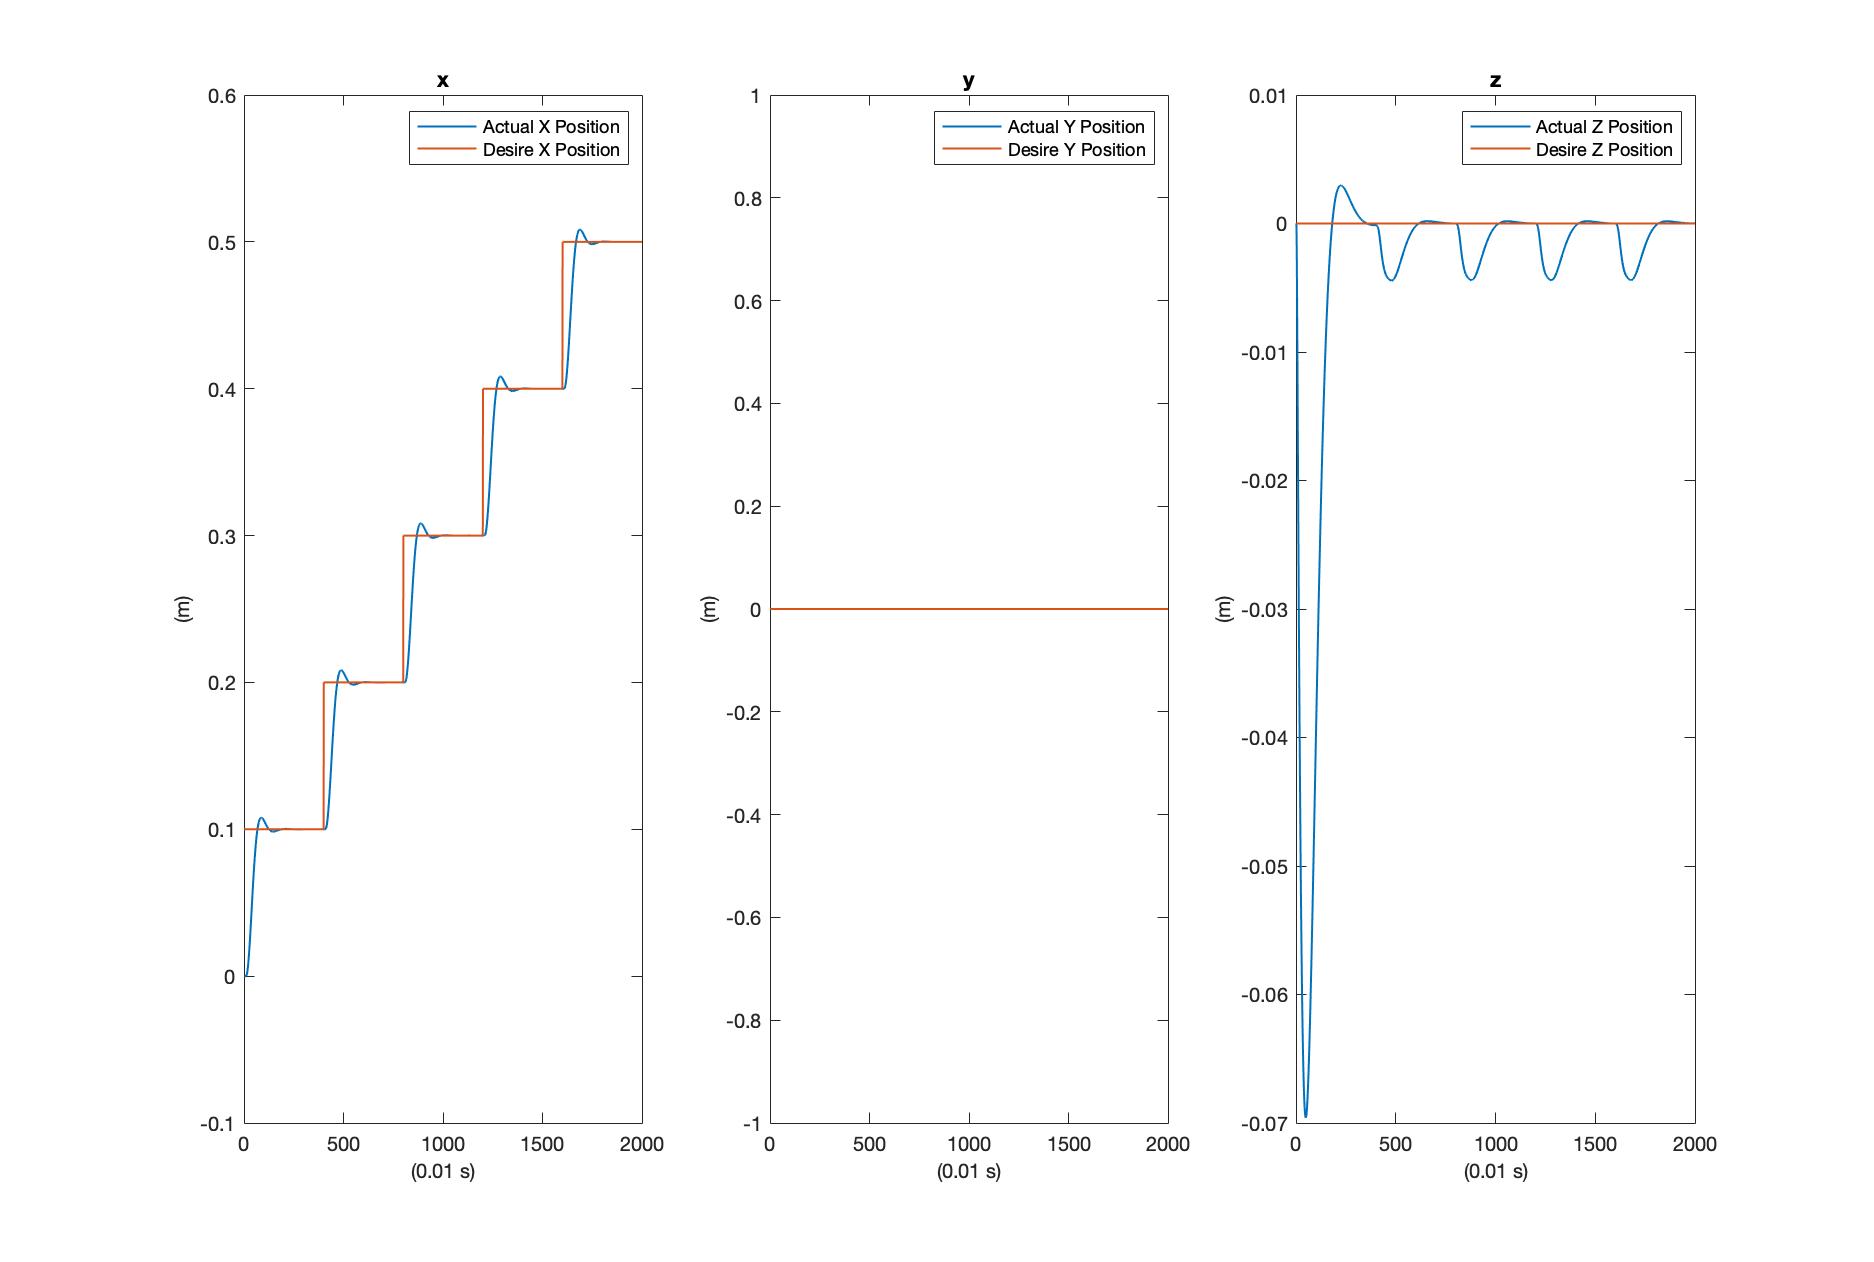 x
Actual X Position
Desire X Position
0.6
0.5
0.4
0.3
0.2
0.1
0
-0.1
(m)
0 500 1000 1500 2000
(0.01 s)
y
Actual Y Position
Desire Y Position
1
0.8
0.6
0.4
0.2
0
-0.2
-0.4
-0.6
-0.8
-1
(m)
0 500 1000 1500 2000
(0.01 s)
z
Actual Z Position
Desire Z Position
0.01
0
-0.01
-0.02
-0.03
-0.04
-0.05
-0.06
-0.07
(m)
0 500 1000 1500 2000
(0.01 s)